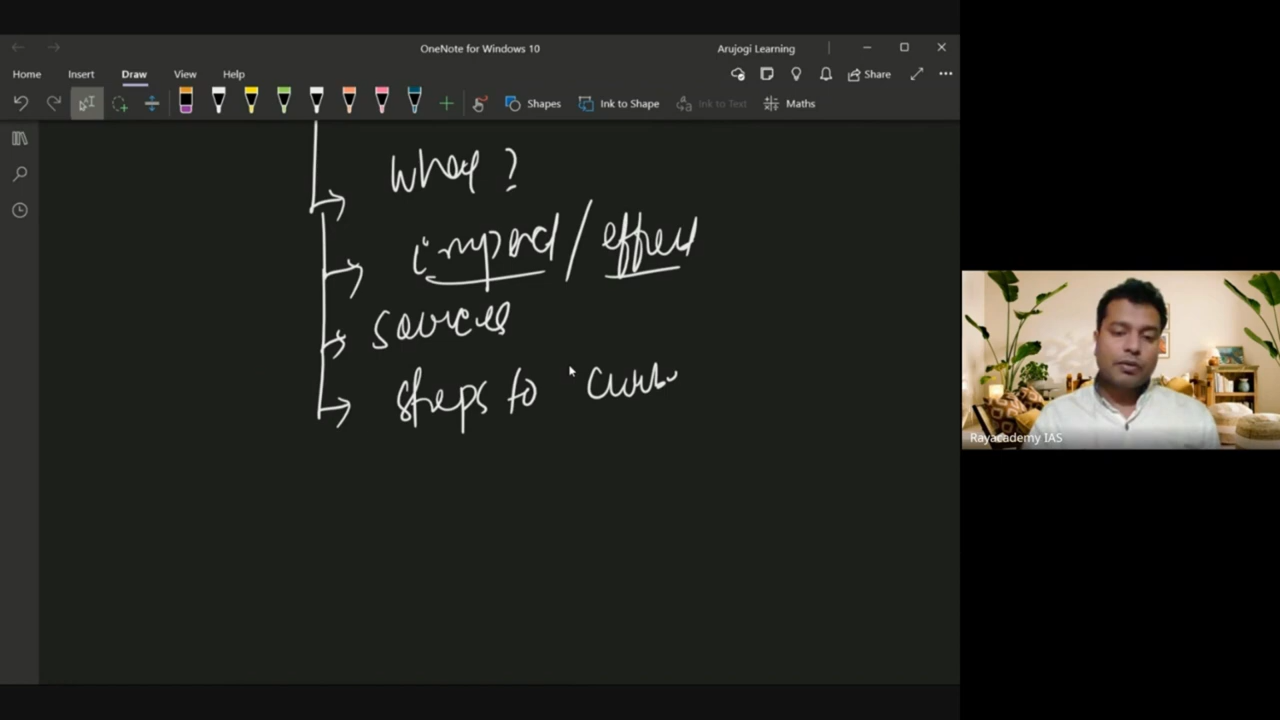 OneNote for Windows 10
Arujogi Learning
Home Insert Draw View Help
Share
Shapes Ink to Shape Ink to Text Maths
What?
impact / effect
sources
steps to curb
Rayacademy IAS